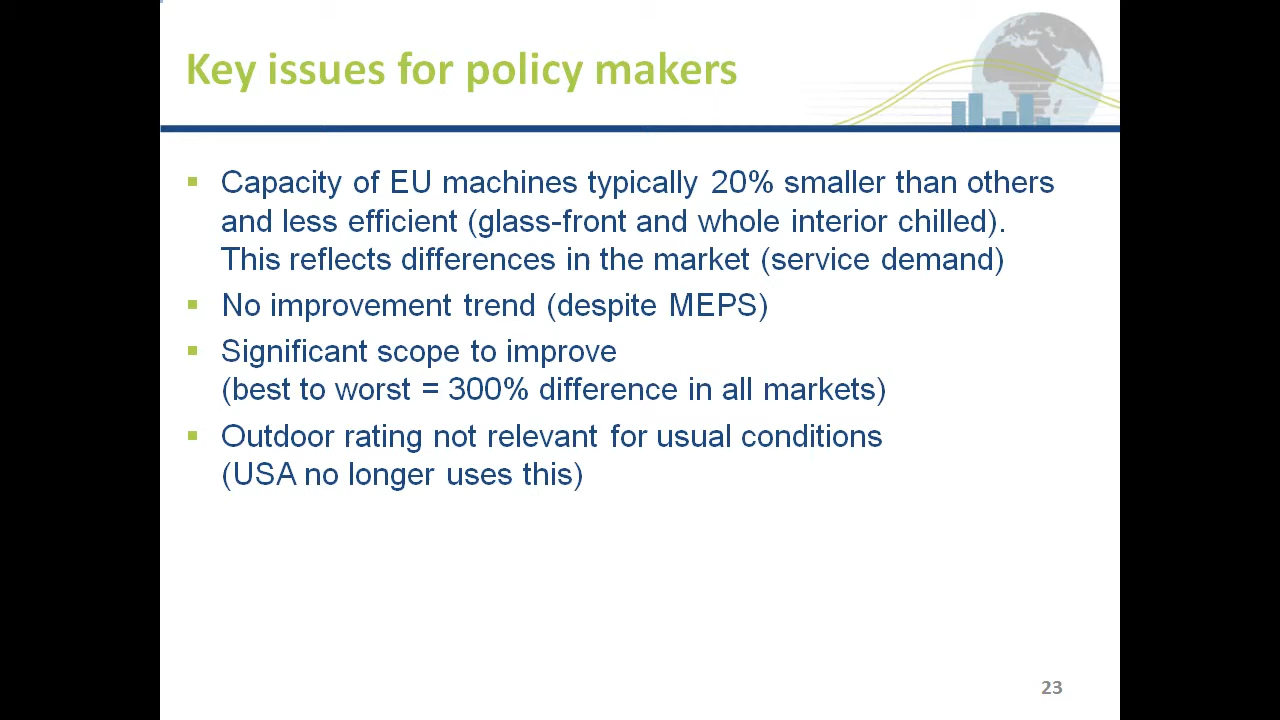 Key issues for policy makers
▪ Capacity of EU machines typically 20% smaller than others
and less efficient (glass-front and whole interior chilled).
This reflects differences in the market (service demand)
▪ No improvement trend (despite MEPS)
▪ Significant scope to improve
(best to worst = 300% difference in all markets)
▪ Outdoor rating not relevant for usual conditions
(USA no longer uses this)
23